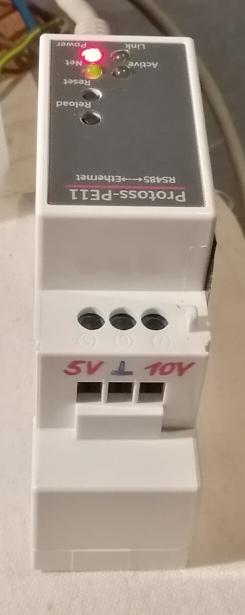 Protoss-PE11
RS485<-->Ethernet
Reload
Reset
Net Active
Power Link
5V ⊥ 10V